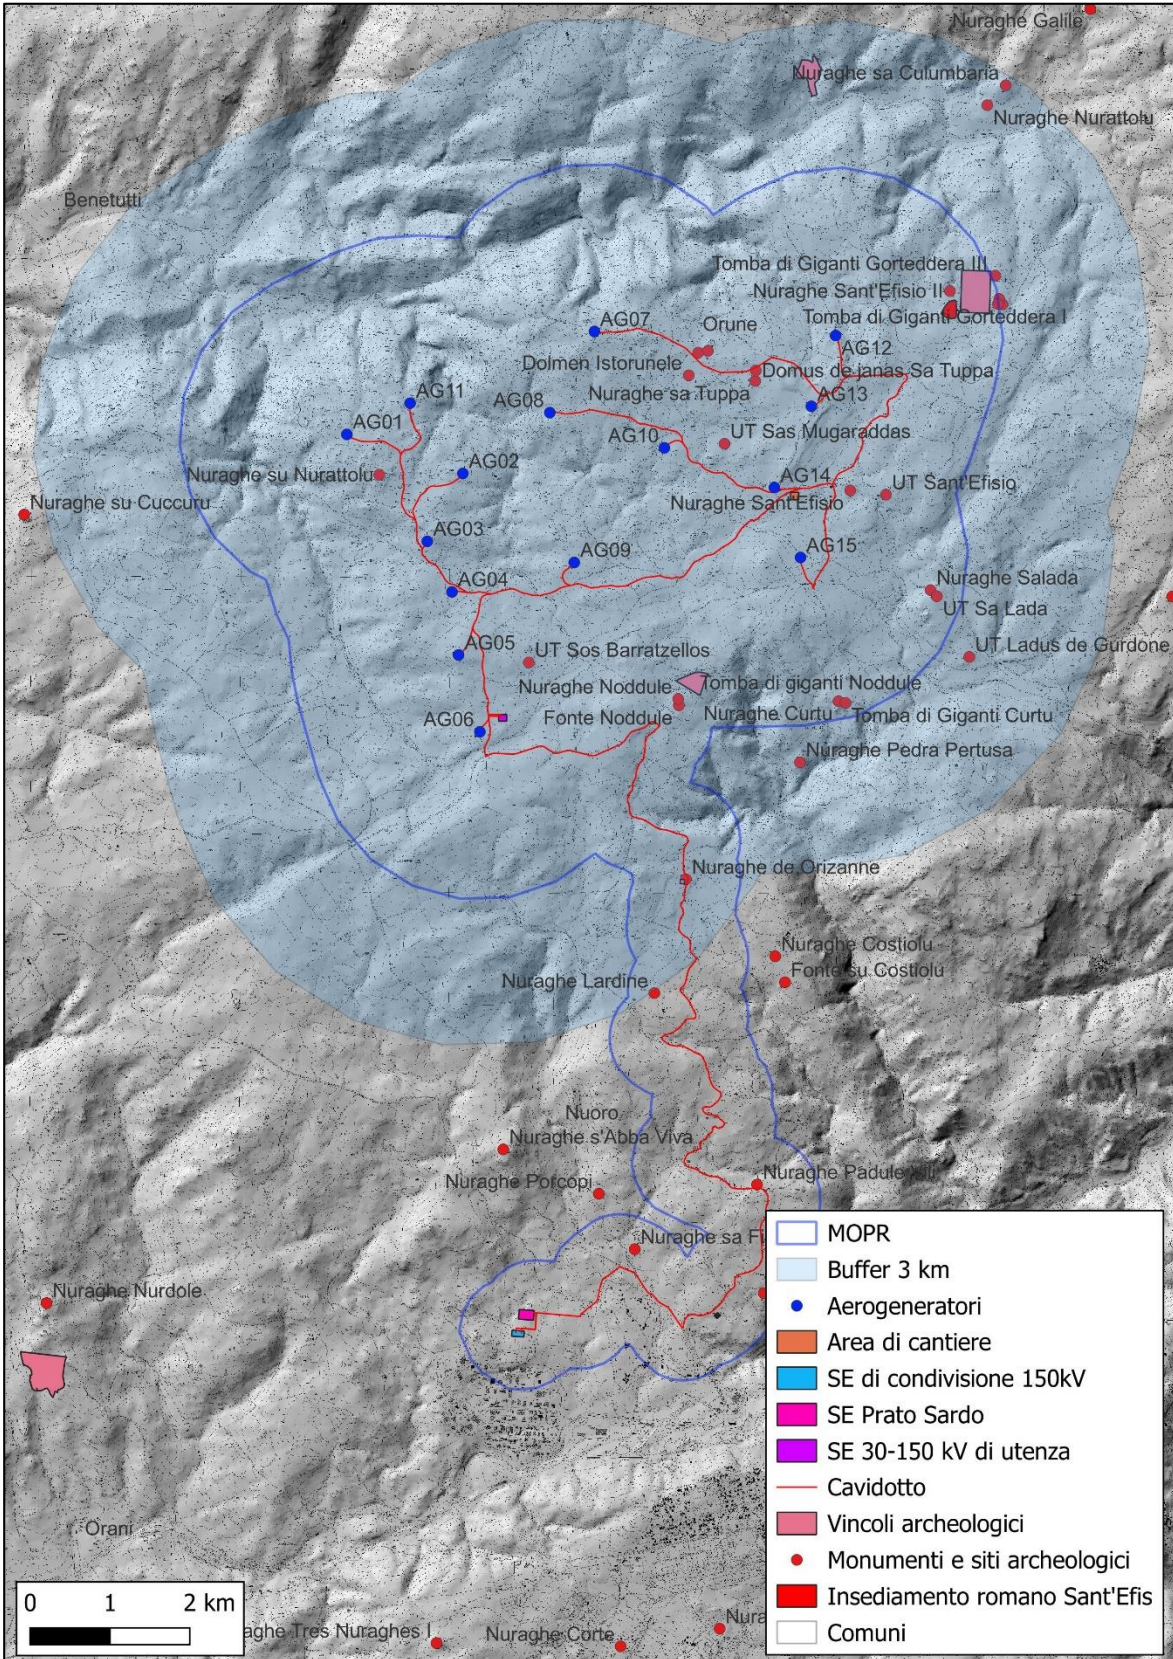 Nuraghe Galile
Nuraghe sa Culumbaria
Nuraghe Nurattolu
Benetutti
Tomba di Giganti Gorteddera III
Nuraghe Sant'Efisio II
Tomba di Giganti Gorteddera I
AG07
Orune
AG12
Dolmen Istorunele
Domus de janas Sa Tuppa
Nuraghe sa Tuppa
AG11
AG08
AG13
AG01
AG10
UT Sas Mugaraddas
AG02
Nuraghe su Nurattolu
AG14
UT Sant'Efisio
Nuraghe su Cuccuru
Nuraghe Sant'Efisio
AG03
AG09
AG15
AG04
Nuraghe Salada
UT Sa Lada
AG05
UT Sos Barratzellos
UT Ladus de Gurdone
Nuraghe Noddule
Tomba di giganti Noddule
AG06
Fonte Noddule
Nuraghe Curtu
Tomba di Giganti Curtu
Nuraghe Pedra Pertusa
Nuraghe de Orizanne
Nuraghe Costiolu
Fonte su Costiolu
Nuraghe Lardine
Nuoro
Nuraghe s'Abba Viva
Nuraghe Porcopi
Nuraghe sa
Nuraghe Nurdole
Orani
MOPR
Buffer 3 km
Aerogeneratori
Area di cantiere
SE di condivisione 150kV
SE Prato Sardo
SE 30-150 kV di utenza
Cavidotto
Vincoli archeologici
Monumenti e siti archeologici
Insediamento romano Sant'Efis
Comuni
0 1 2 km
aghe Tres Nuraghes I
Nuraghe Corte
Nura